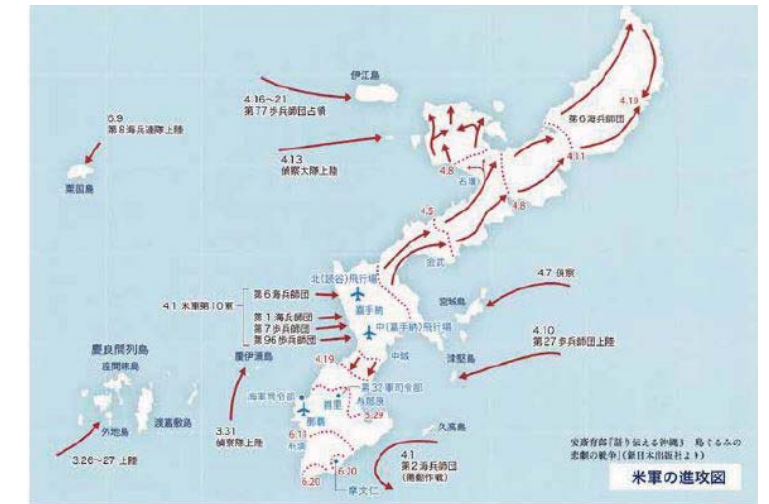 伊江島
4.16~21
第77歩兵師団占領
6.9
第8海兵連隊上陸
粟国島
4.13
偵察大隊上陸
4.19
第6海兵師団
4.8
4.11
4.8
4.5
金武
4.7 偵察
宮城島
北(読谷)飛行場
4.1 米軍第10軍
第6海兵師団
第1海兵師団
第7歩兵師団
第96歩兵師団
嘉手納
中(嘉手納)飛行場
4.10
第27歩兵師団上陸
津堅島
慶良間列島
座間味島
外地島
渡嘉敷島
3.26~27 上陸
慶伊瀬島
3.31
偵察隊上陸
4.19
中城
第32軍司令部
海軍司令部
首里
与那原
那覇
5.29
6.11
糸満
6.20
6.20
摩文仁
久高島
4.1
第2海兵師団
(陽動作戦)
安斎育郎『語り伝える沖縄3 島ぐるみの
悲劇の戦争』(新日本出版社より)
米軍の進攻図